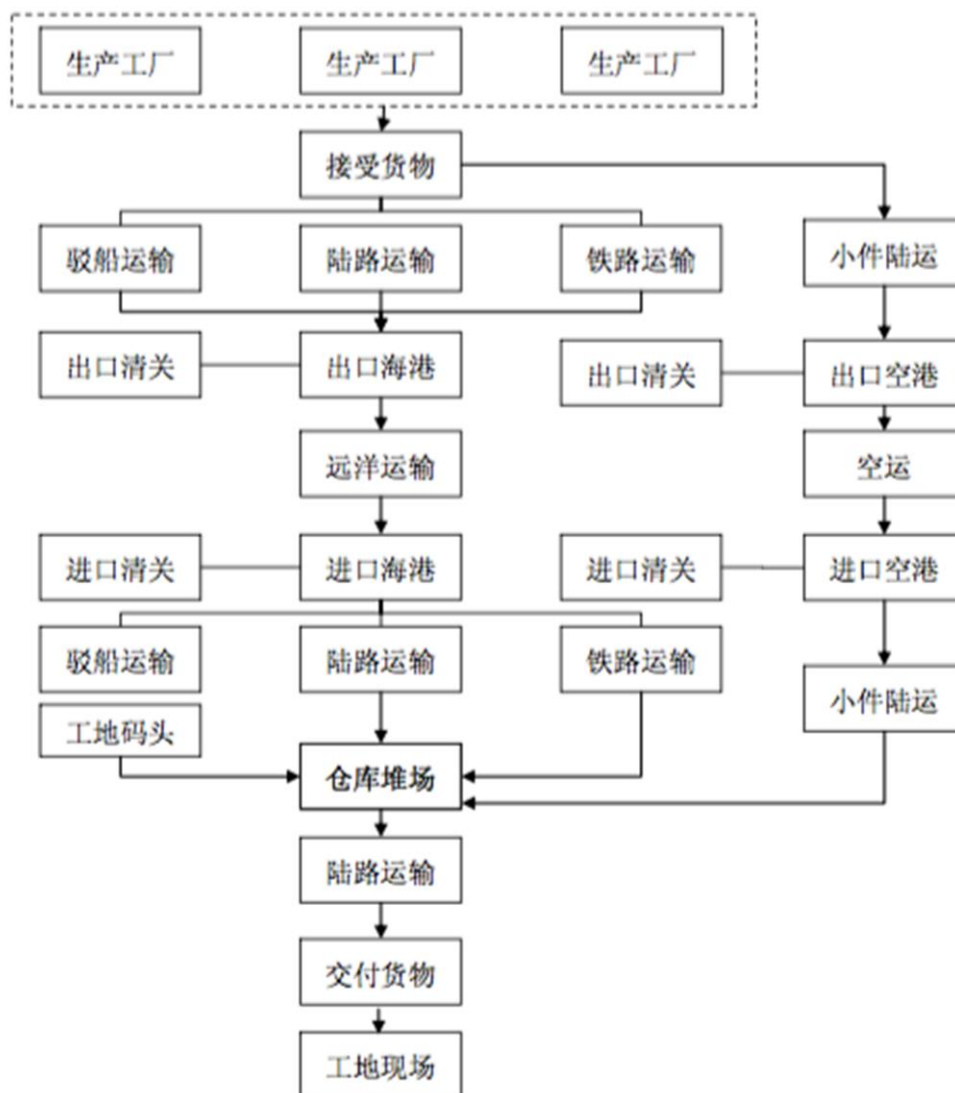 生产工厂
生产工厂
生产工厂
接受货物
驳船运输
陆路运输
铁路运输
小件陆运
出口清关
出口海港
出口清关
出口空港
远洋运输
空运
进口清关
进口海港
进口清关
进口空港
驳船运输
陆路运输
铁路运输
小件陆运
工地码头
仓库堆场
陆路运输
交付货物
工地现场